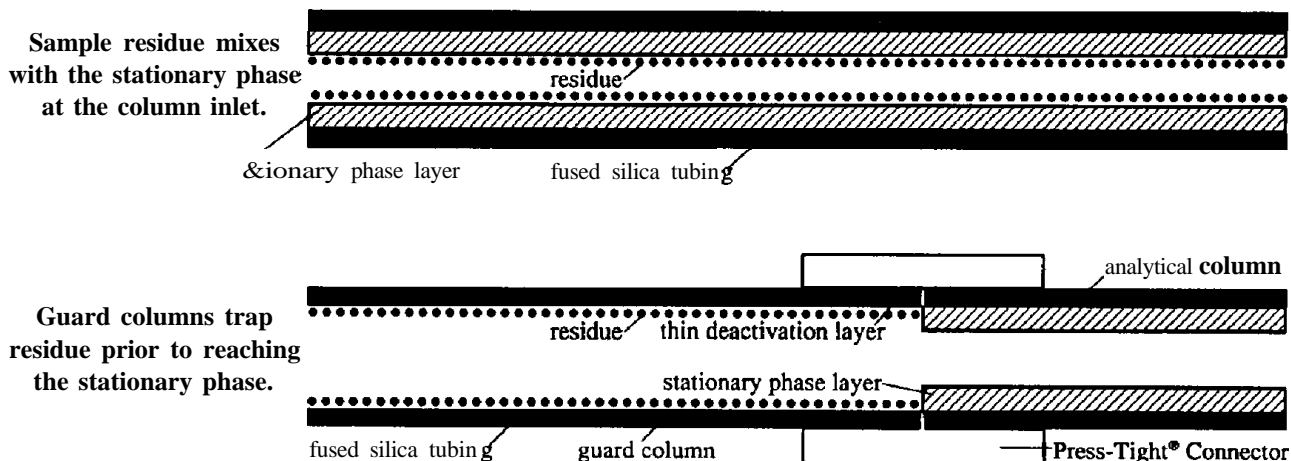 Sample residue mixes
with the stationary phase
at the column inlet.
residue
&ionary phase layer
fused silica tubing
analytical column
Guard columns trap
residue prior to reaching
the stationary phase.
residue
thin deactivation layer
stationary phase layer
fused silica tubing
guard column
Press-Tight® Connector